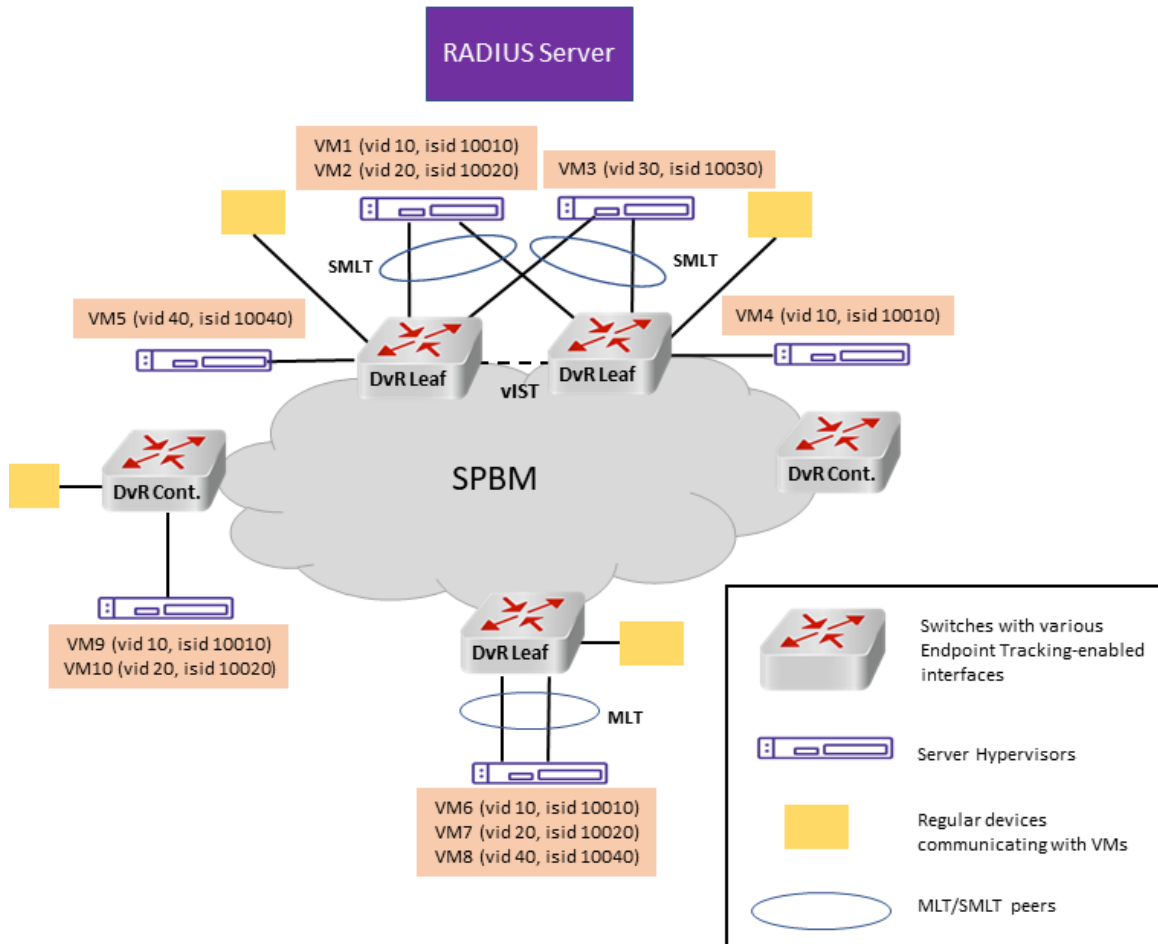 RADIUS Server
VM1 (vid 10, isid 10010)
VM2 (vid 20, isid 10020)
VM3 (vid 30, isid 10030)
SMLT
SMLT
VM5 (vid 40, isid 10040)
VM4 (vid 10, isid 10010)
DvR Leaf
vIST
DvR Leaf
DvR Cont.
SPBM
DvR Cont.
VM9 (vid 10, isid 10010)
VM10 (vid 20, isid 10020)
DvR Leaf
MLT
VM6 (vid 10, isid 10010)
VM7 (vid 20, isid 10020)
VM8 (vid 40, isid 10040)
Switches with various
Endpoint Tracking-enabled
interfaces
Server Hypervisors
Regular devices
communicating with VMs
MLT/SMLT peers